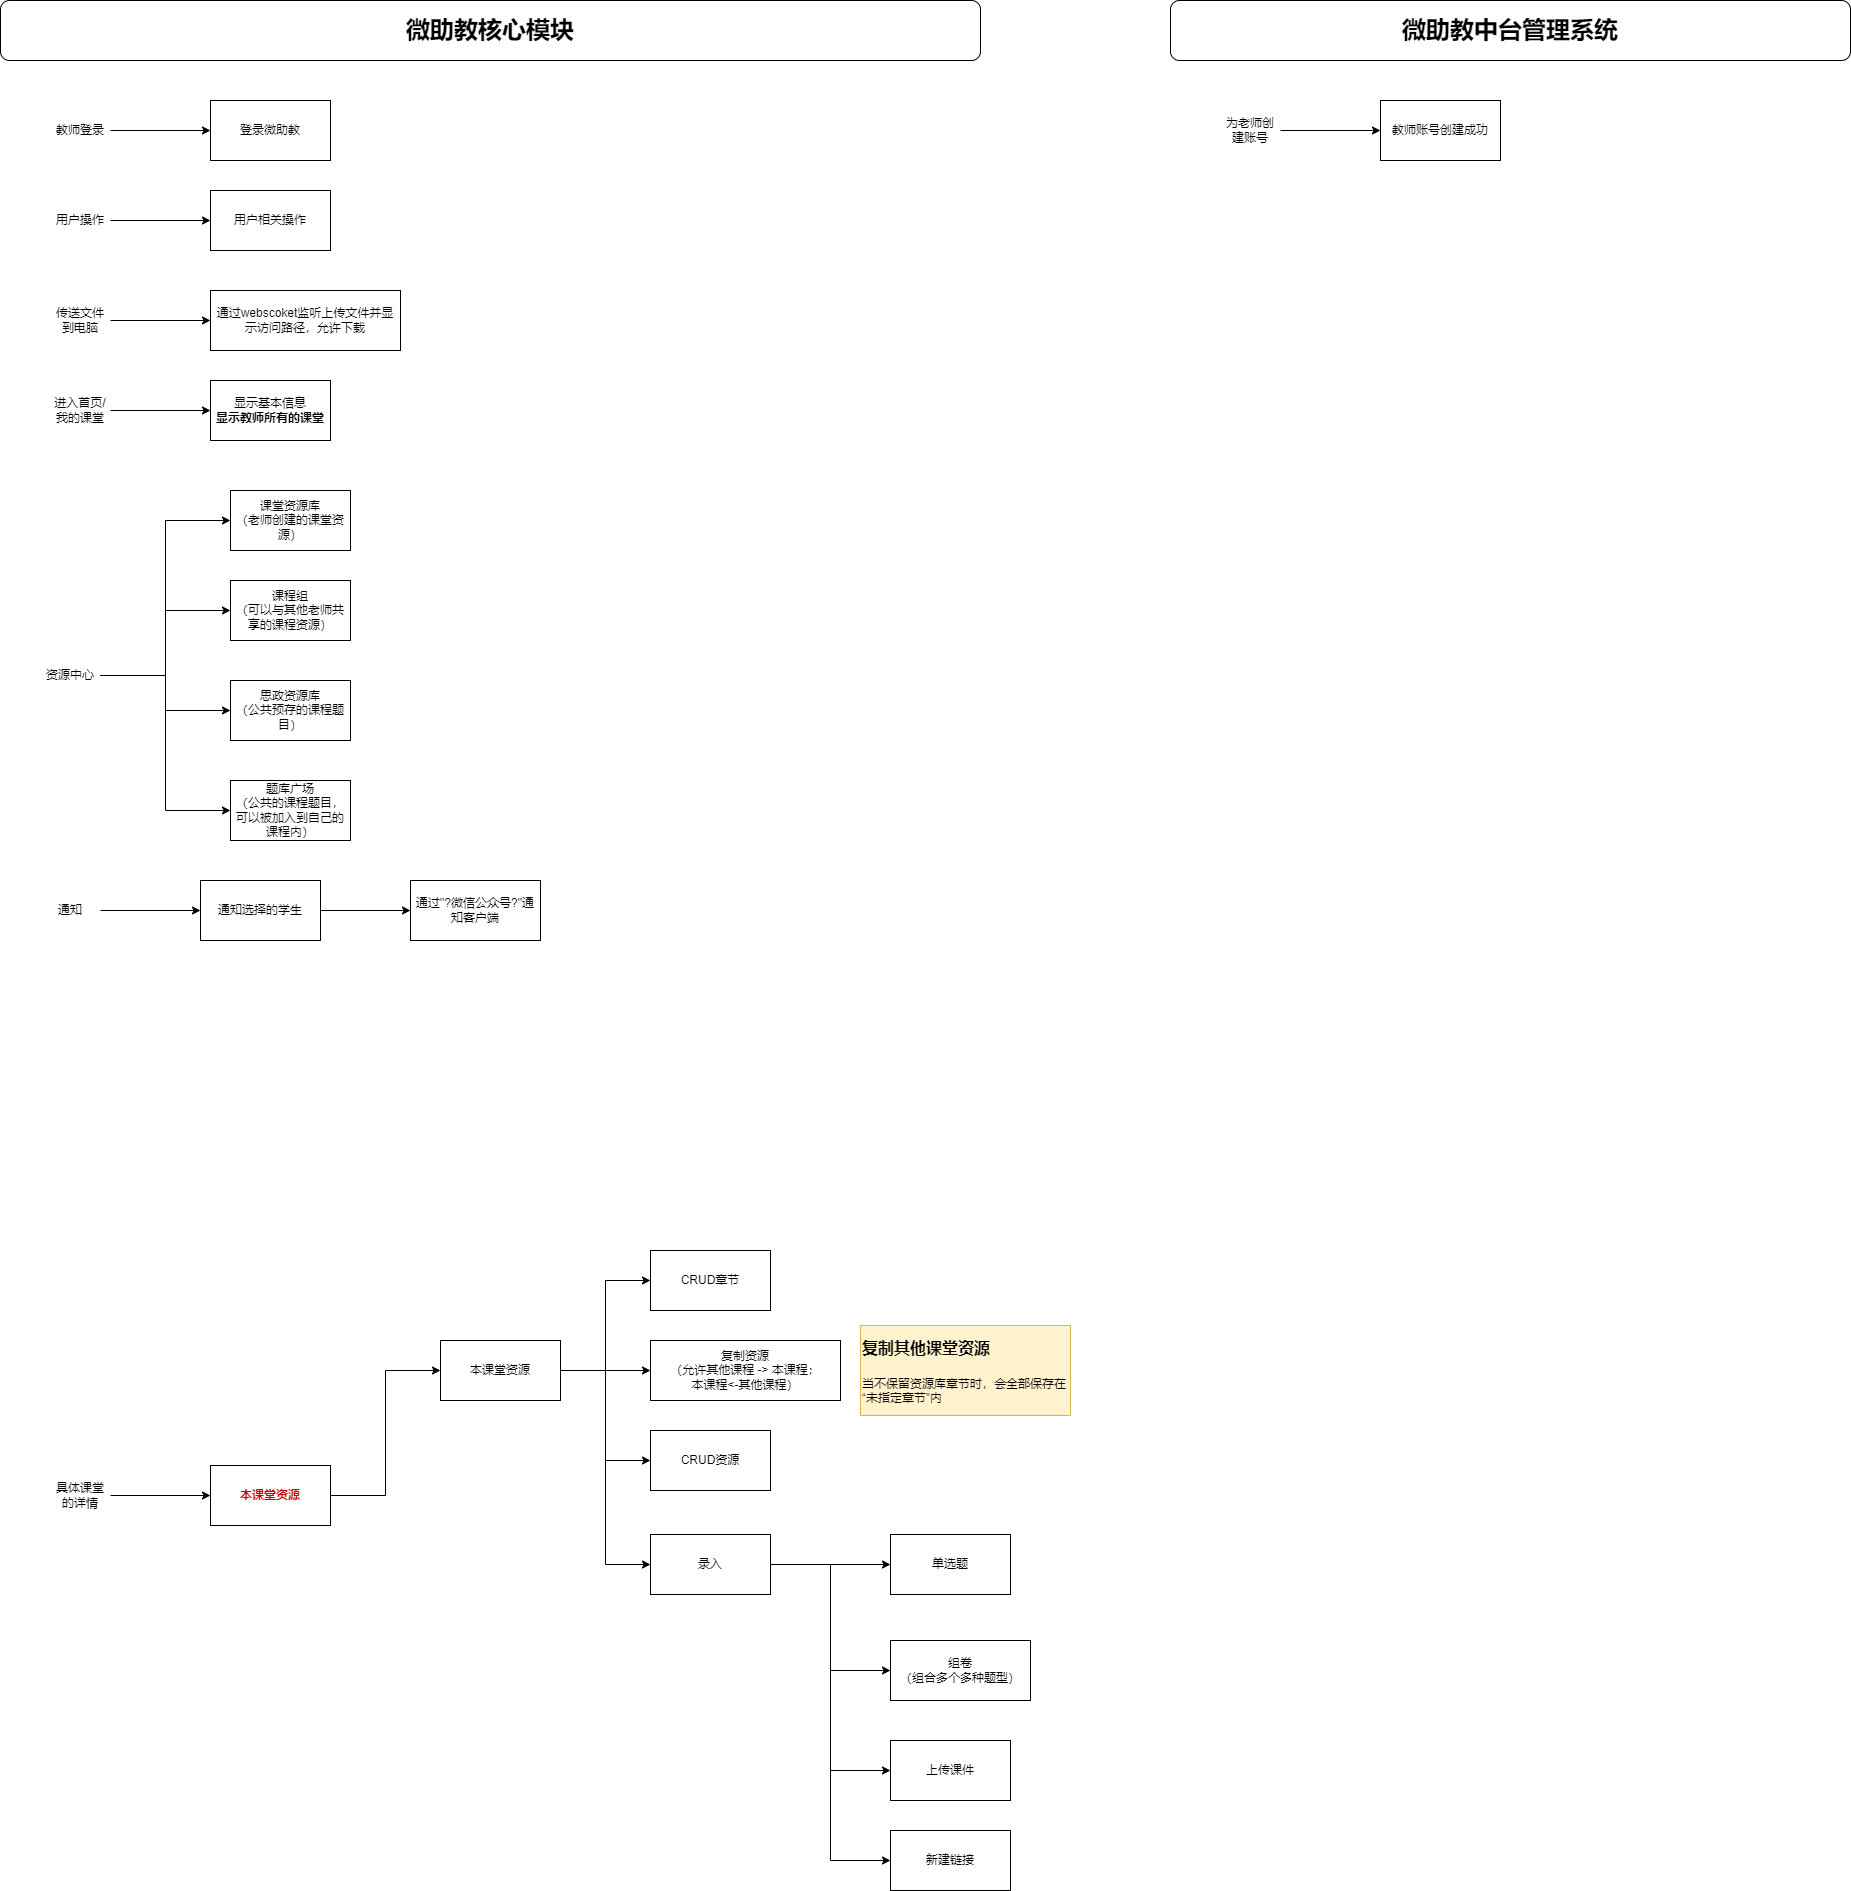 微助教核心模块
微助教中台管理系统
教师登录
登录微助教
为老师创
建账号
教师账号创建成功
用户操作
用户相关操作
传送文件
到电脑
通过webscoket监听上传文件并显
示访问路径，允许下载
进入首页/
我的课堂
显示基本信息
显示教师所有的课堂
资源中心
课堂资源库
（老师创建的课堂资
源）
课程组
（可以与其他老师共
享的课程资源）
思政资源库
（公共预存的课程题
目）
题库广场
（公共的课程题目，
可以被加入到自己的
课程内）
通知
通知选择的学生
通过"?微信公众号?"通
知客户端
具体课堂
的详情
本课堂资源
本课堂资源
CRUD章节
复制资源
（允许其他课程 -> 本课程；
本课程<-其他课程）
复制其他课堂资源
当不保留资源库章节时，会全部保存在
“未指定章节”内
CRUD资源
录入
单选题
组卷
（组合多个多种题型）
上传课件
新建链接